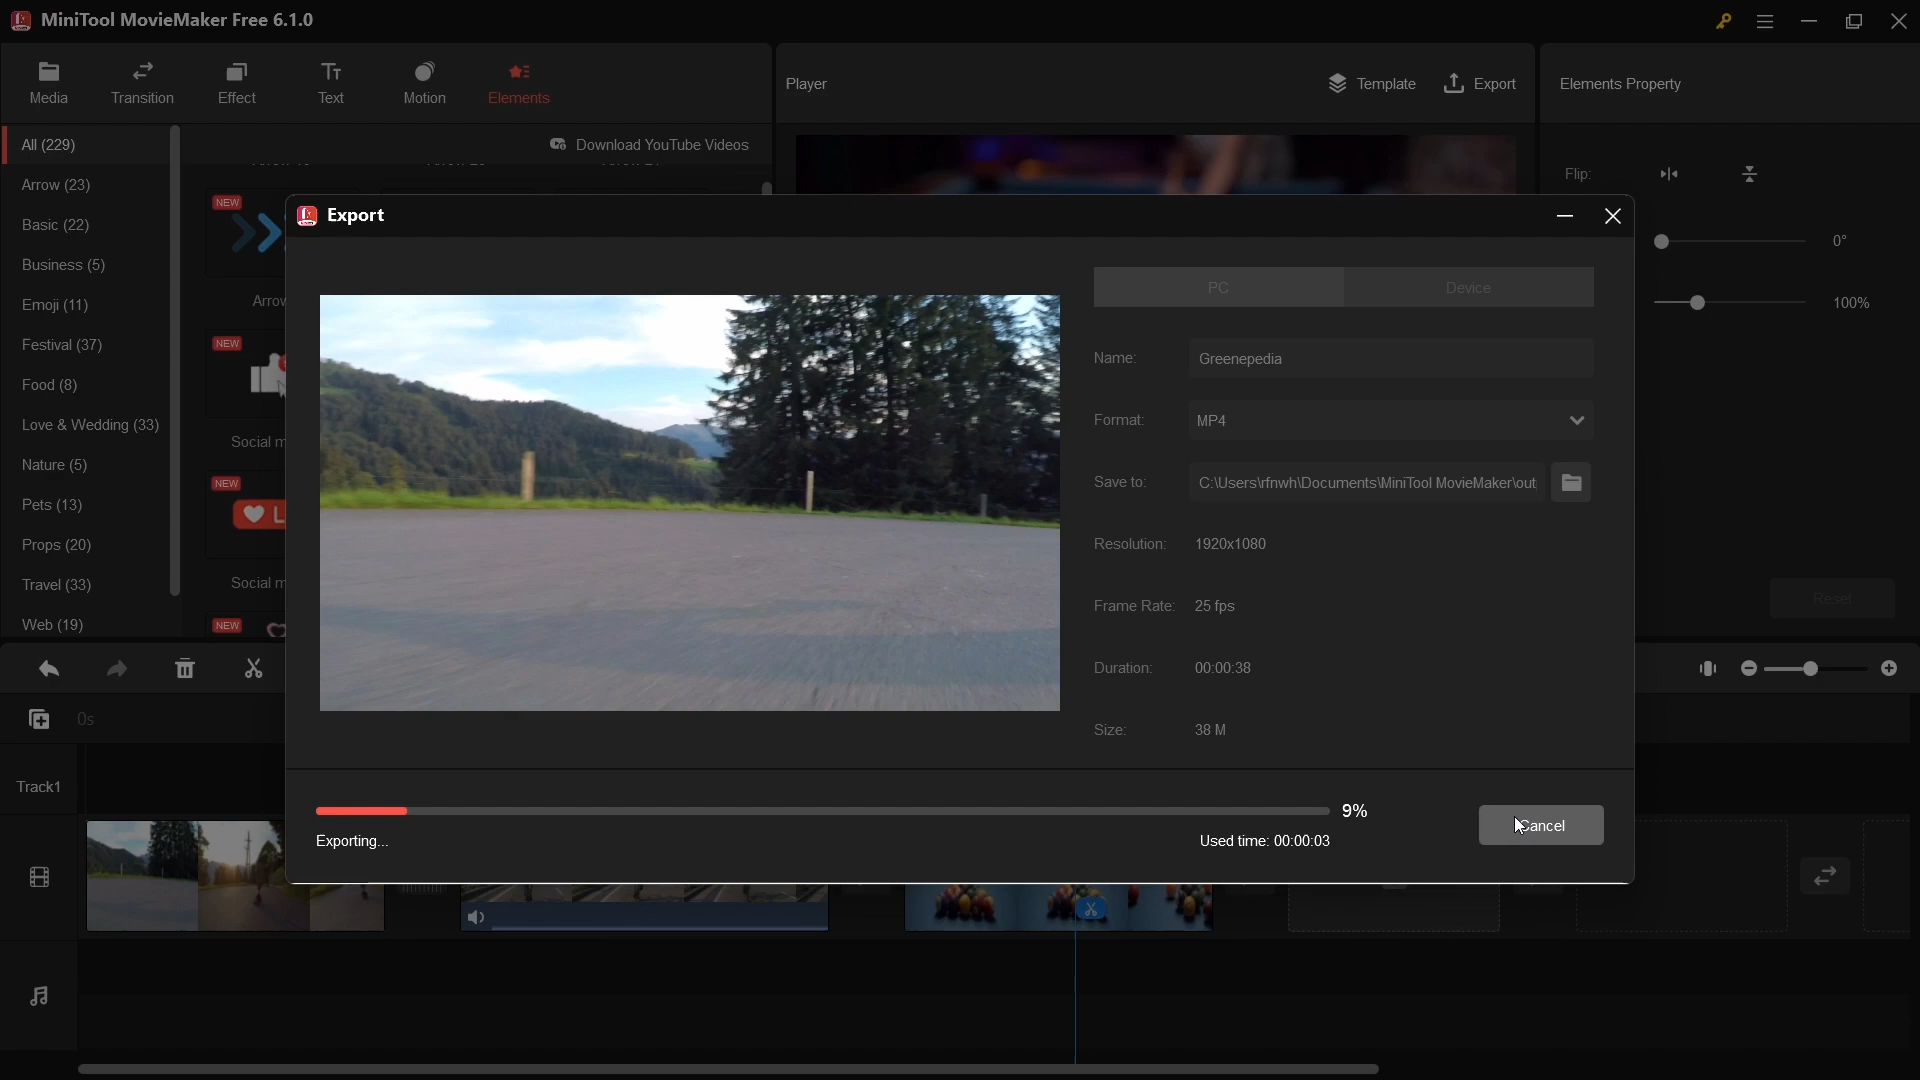 MiniTool MovieMaker Free 6.1.0
Media
Transition
Effect
Text
Motion
Elements
Player
Template
Export
Elements Property
All (229)
Arrow (23)
Basic (22)
Business (5)
Emoji (11)
Festival (37)
Food (8)
Love & Wedding (33)
Nature (5)
Pets (13)
Props (20)
Travel (33)
Web (19)
Download YouTube Videos
NEW
NEW
Social m
NEW
Social m
NEW
Flip:
0°
100%
Reset
Export
PC
Device
Name:
Greenepedia
Format:
MP4
Save to:
C:\Users\rfnwh\Documents\MiniTool MovieMaker\out
Resolution:
1920x1080
Frame Rate:
25 fps
Duration:
00:00:38
Size:
38 M
9%
Exporting...
Used time: 00:00:03
Cancel
0s
Track1